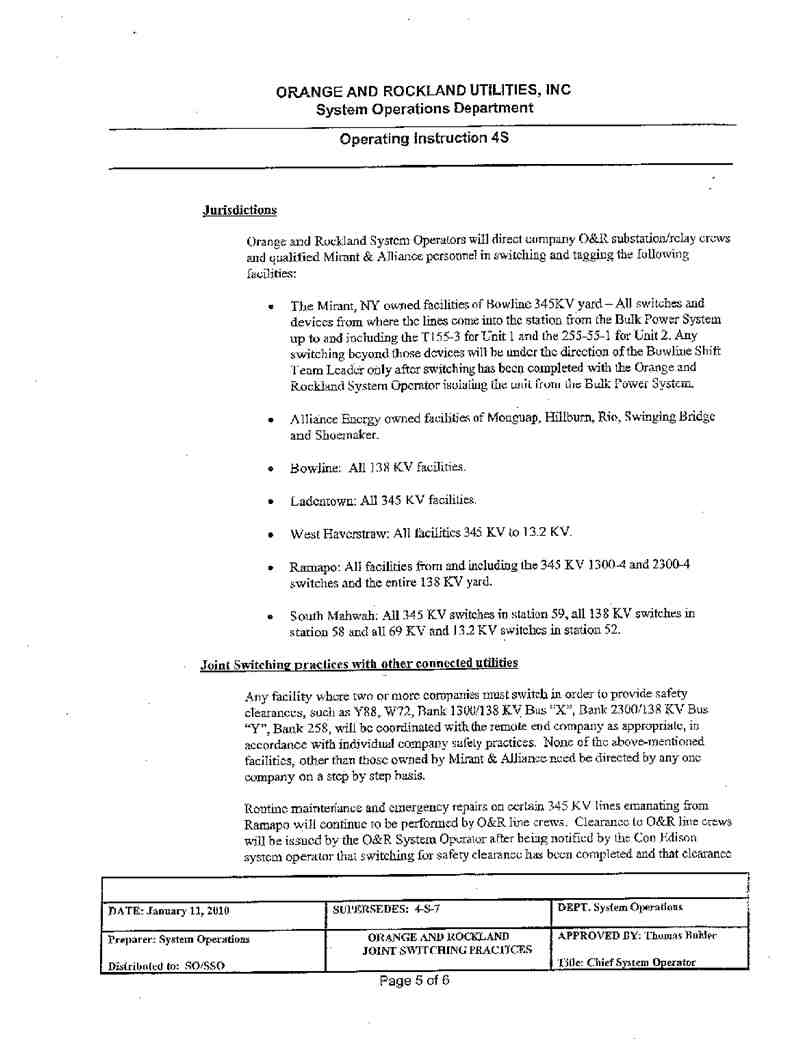 ORANGE AND ROCKLAND UTILITIES, INC
System Operations Department
Operating Instruction 4S
Jurisdictions
Orange and Rockland System Operators will direct company O&R substation/relay crews
and qualified Mirant & Alliance personnel in switching and tagging the following
facilities:
• The Mirant, NY owned facilities of Bowline 345KV yard – All switches and
devices from where the lines come into the station from the Bulk Power System
up to and including the T155-3 for Unit 1 and the 255-55-1 for Unit 2. Any
switching beyond those devices will be under the direction of the Bowline Shift
Team Leader only after switching has been completed with the Orange and
Rockland System Operator isolating the unit from the Bulk Power System.
• Alliance Energy owned facilities of Monguap, Hillburn, Rio, Swinging Bridge
and Shoemaker.
• Bowline: All 138 KV facilities.
• Ladentown: All 345 KV facilities.
• West Haverstraw: All facilities 345 KV to 13.2 KV.
• Ramapo: All facilities from and including the 345 KV 1300-4 and 2300-4
switches and the entire 138 KV yard.
• South Mahwah: All 345 KV switches in station 59, all 138 KV switches in
station 58 and all 69 KV and 13.2 KV switches in station 52.
Joint Switching practices with other connected utilities
Any facility where two or more companies must switch in order to provide safety
clearances, such as Y88, W72, Bank 1300/138 KV Bus "X", Bank 2300/138 KV Bus
"Y", Bank 258, will be coordinated with the remote end company as appropriate, in
accordance with individual company safety practices. None of the above-mentioned
facilities, other than those owned by Mirant & Alliance need be directed by any one
company on a step by step basis.
Routine maintenance and emergency repairs on certain 345 KV lines emanating from
Ramapo will continue to be performed by O&R line crews. Clearance to O&R line crews
will be issued by the O&R System Operator after being notified by the Con Edison
system operator that switching for safety clearance has been completed and that clearance
DATE: January 11, 2010
SUPERSEDES: 4-S-7
DEPT. System Operations
Preparer: System Operations
Distributed to: SO/SSO
ORANGE AND ROCKLAND
JOINT SWITCHING PRACTICES
APPROVED BY: Thomas Buhler
Title: Chief System Operator
Page 5 of 6